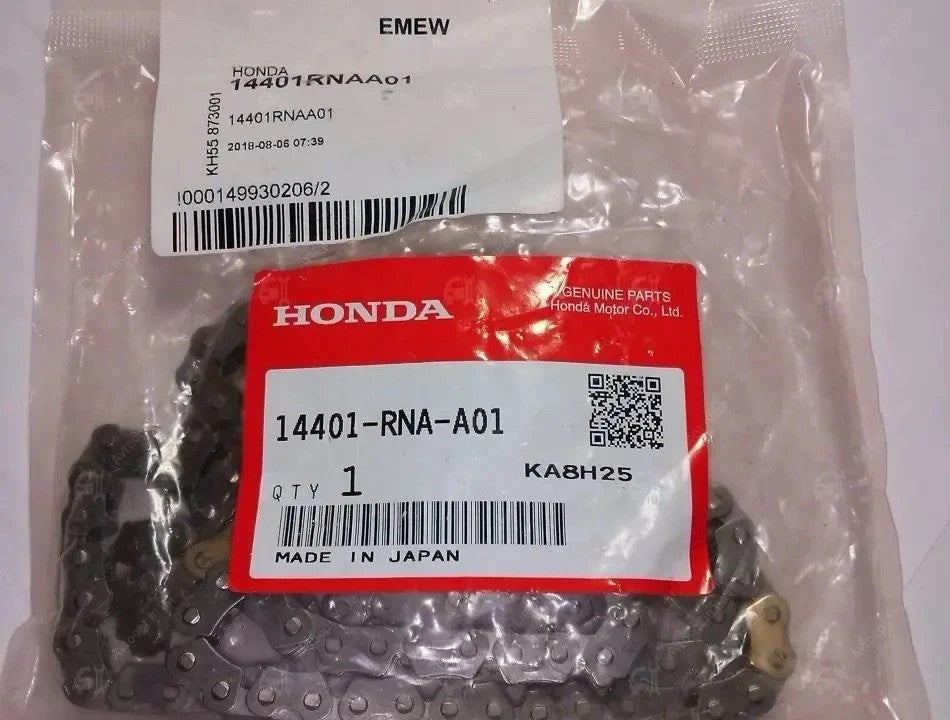 EMEW
HONDA
14401RNAA01
14401RNAA01
2018-08-06 07:39
KH55.873001
!000149930206/2
HONDA
GENUINE PARTS
Honda Motor Co., Ltd.
14401-RNA-A01
KA8H25
QTY 1
MADE IN JAPAN